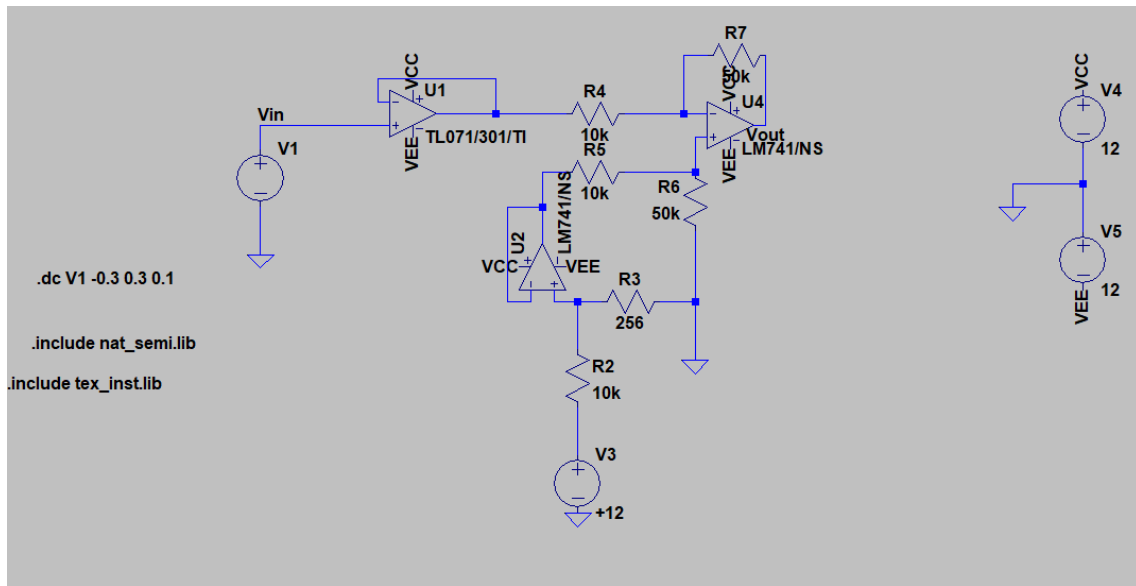 R7
50k
VCC
U1
VCC
U4
R4
10k
Vin
V1
TL071/301/TI
VEE
Vout
LM741/NS
VEE
R5
10k
R6
50k
LM741/NS
U2
VCC
VEE
R3
256
R2
10k
V3
+12
VCC
V4
12
V5
12
VEE
.dc V1 -0.3 0.3 0.1
.include nat_semi.lib
.include tex_inst.lib